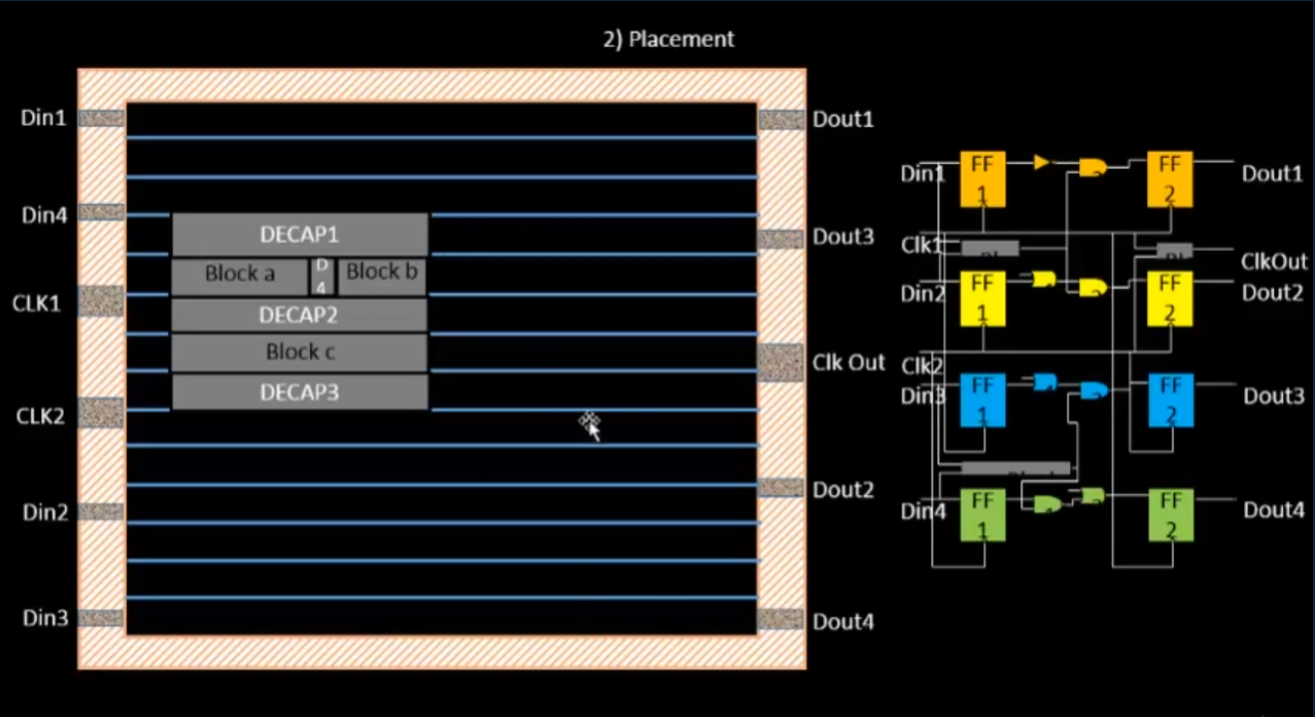 2) Placement
Din1
Din4
CLK1
CLK2
Din2
Din3
DECAP1
Block a
D
4
Block b
DECAP2
Block c
DECAP3
Dout1
Dout3
Clk Out
Dout2
Dout4
Din1
FF
1
FF
2
Dout1
Clk1
ClkOut
Din2
FF
1
FF
2
Dout2
Clk2
Din3
FF
1
FF
2
Dout3
Din4
FF
1
FF
2
Dout4